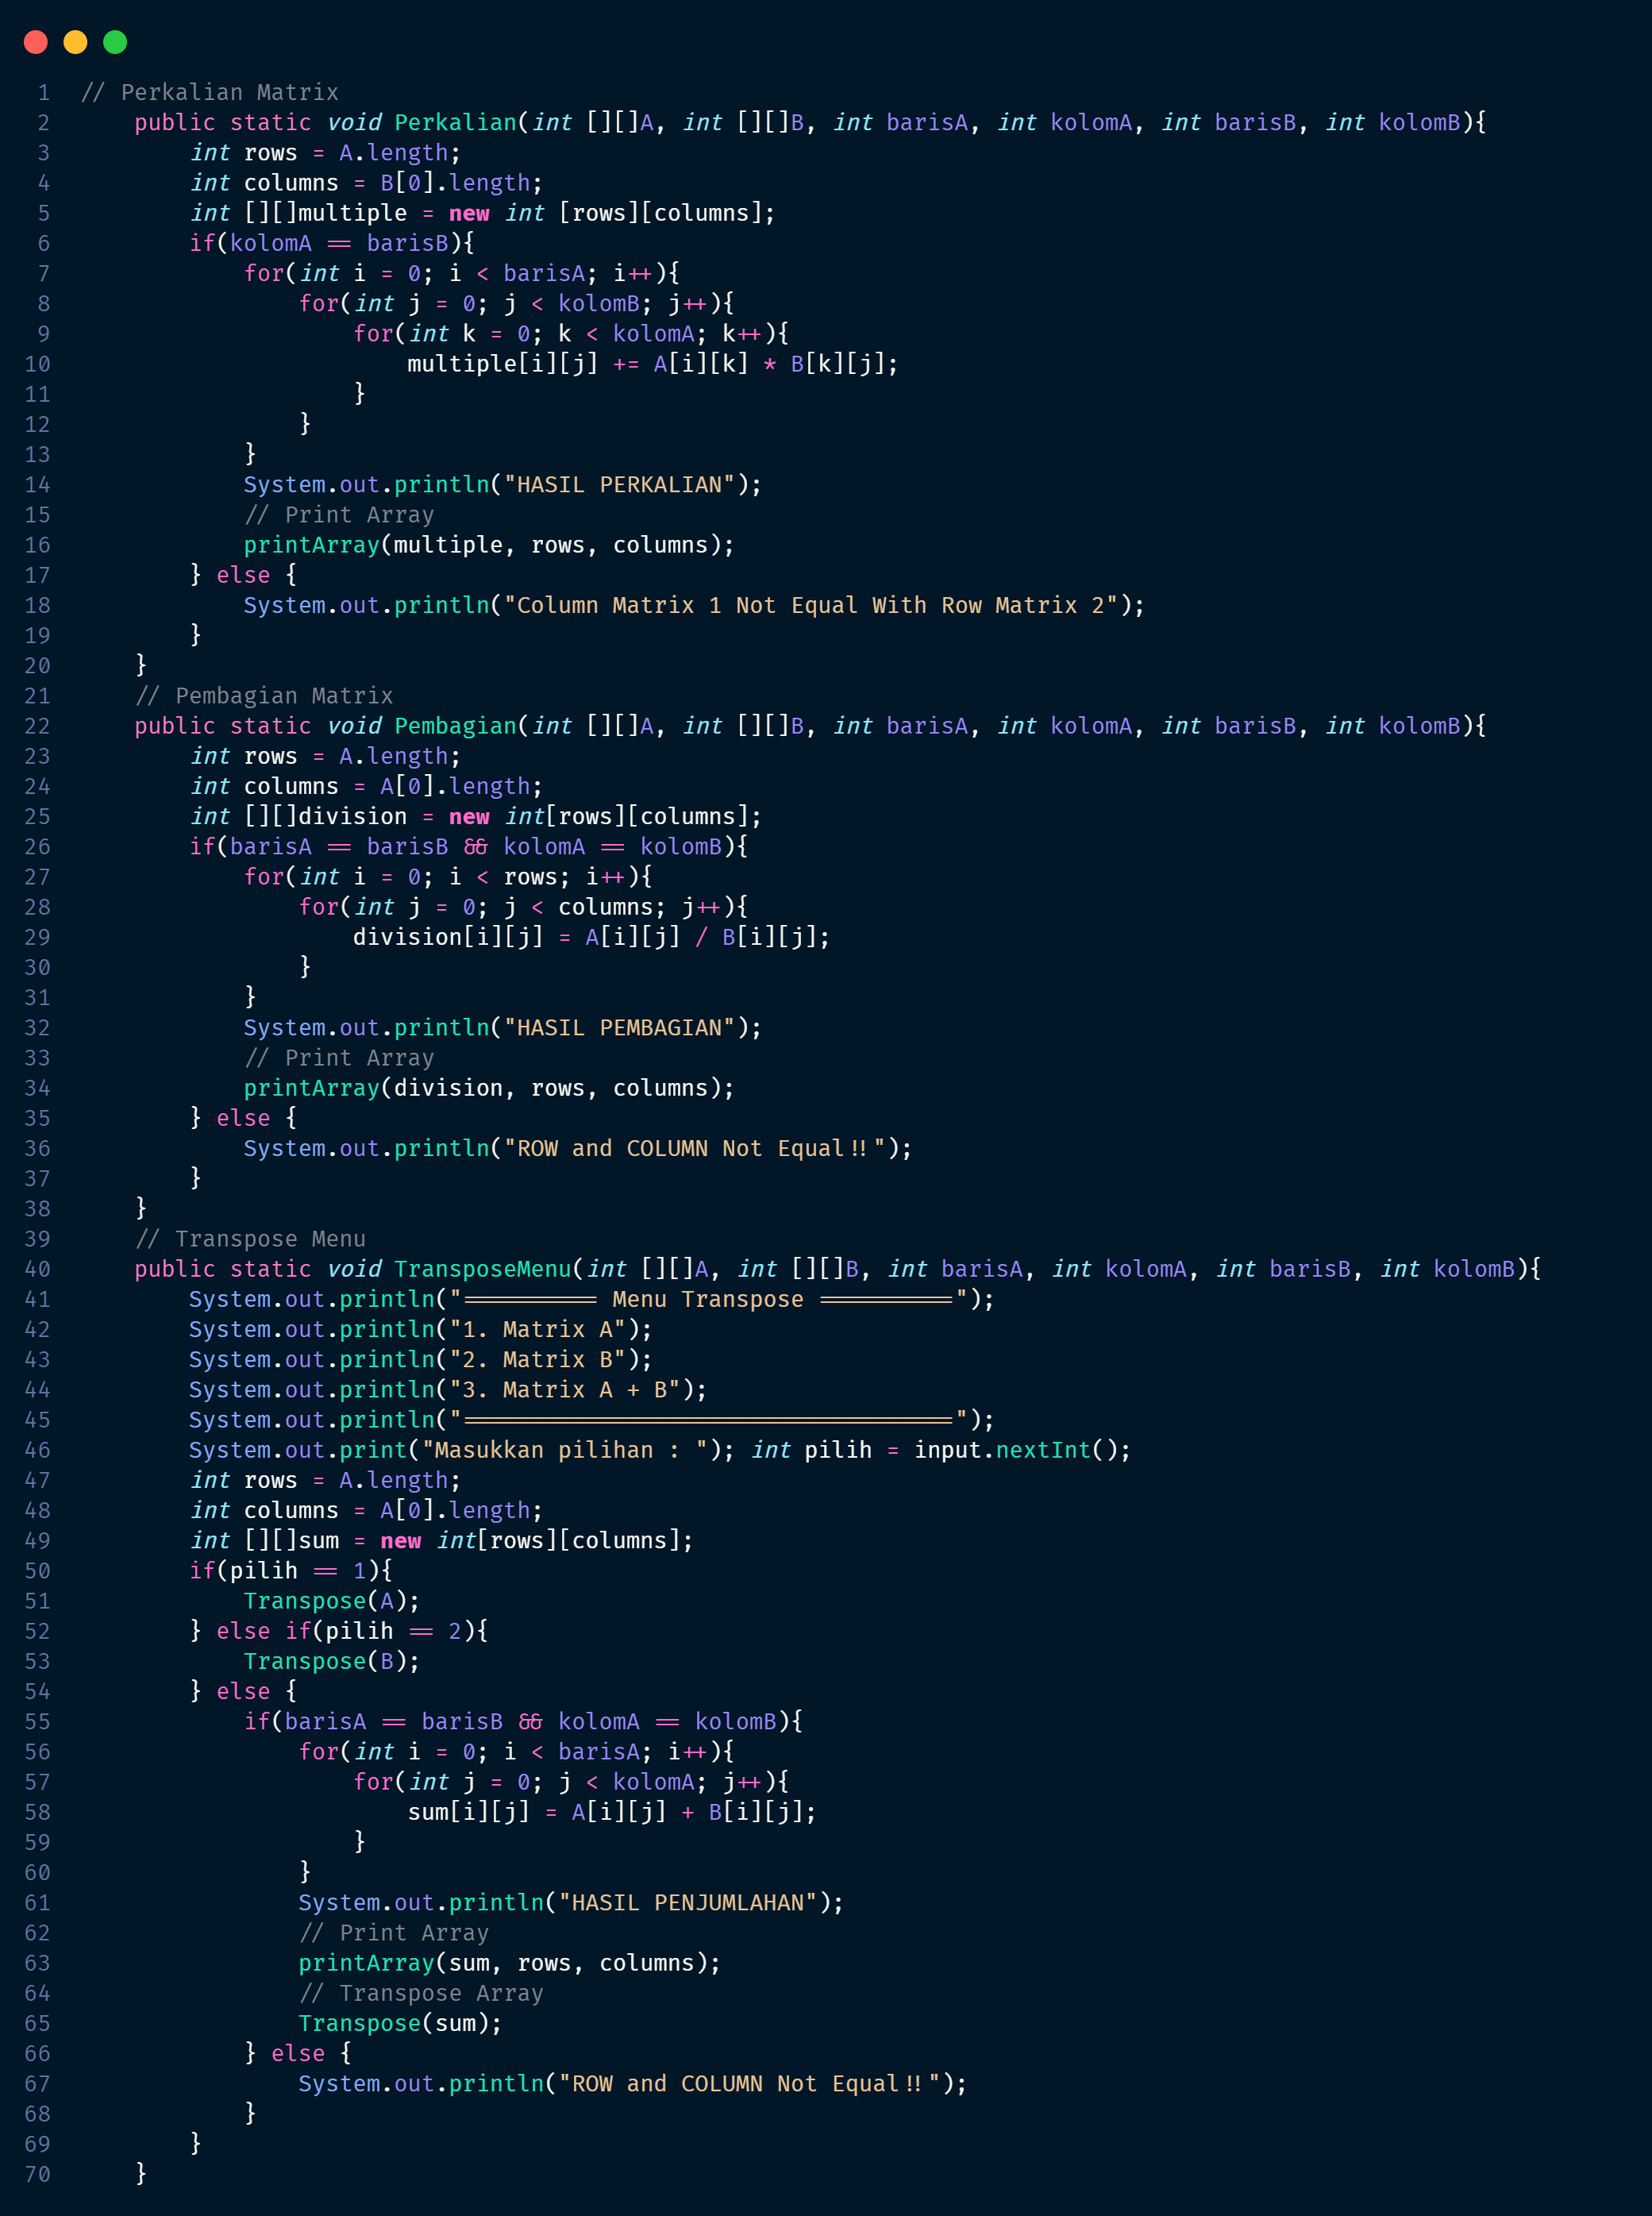 1 // Perkalian Matrix
2     public static void Perkalian(int [][]A, int [][]B, int barisA, int kolomA, int barisB, int kolomB){
3         int rows = A.length;
4         int columns = B[0].length;
5         int [][]multiple = new int [rows][columns];
6         if(kolomA == barisB){
7             for(int i = 0; i < barisA; i++){
8                 for(int j = 0; j < kolomB; j++){
9                     for(int k = 0; k < kolomA; k++){
10                         multiple[i][j] += A[i][k] * B[k][j];
11                     }
12                 }
13             }
14             System.out.println("HASIL PERKALIAN");
15             // Print Array
16             printArray(multiple, rows, columns);
17         } else {
18             System.out.println("Column Matrix 1 Not Equal With Row Matrix 2");
19         }
20     }
21     // Pembagian Matrix
22     public static void Pembagian(int [][]A, int [][]B, int barisA, int kolomA, int barisB, int kolomB){
23         int rows = A.length;
24         int columns = A[0].length;
25         int [][]division = new int[rows][columns];
26         if(barisA == barisB && kolomA == kolomB){
27             for(int i = 0; i < rows; i++){
28                 for(int j = 0; j < columns; j++){
29                     division[i][j] = A[i][j] / B[i][j];
30                 }
31             }
32             System.out.println("HASIL PEMBAGIAN");
33             // Print Array
34             printArray(division, rows, columns);
35         } else {
36             System.out.println("ROW and COLUMN Not Equal!!");
37         }
38     }
39     // Transpose Menu
40     public static void TransposeMenu(int [][]A, int [][]B, int barisA, int kolomA, int barisB, int kolomB){
41         System.out.println("========== Menu Transpose ==========");
42         System.out.println("1. Matrix A");
43         System.out.println("2. Matrix B");
44         System.out.println("3. Matrix A + B");
45         System.out.println("====================================");
46         System.out.print("Masukkan pilihan : "); int pilih = input.nextInt();
47         int rows = A.length;
48         int columns = A[0].length;
49         int [][]sum = new int[rows][columns];
50         if(pilih == 1){
51             Transpose(A);
52         } else if(pilih == 2){
53             Transpose(B);
54         } else {
55             if(barisA == barisB && kolomA == kolomB){
56                 for(int i = 0; i < barisA; i++){
57                     for(int j = 0; j < kolomA; j++){
58                         sum[i][j] = A[i][j] + B[i][j];
59                     }
60                 }
61                 System.out.println("HASIL PENJUMLAHAN");
62                 // Print Array
63                 printArray(sum, rows, columns);
64                 // Transpose Array
65                 Transpose(sum);
66             } else {
67                 System.out.println("ROW and COLUMN Not Equal!!");
68             }
69         }
70     }